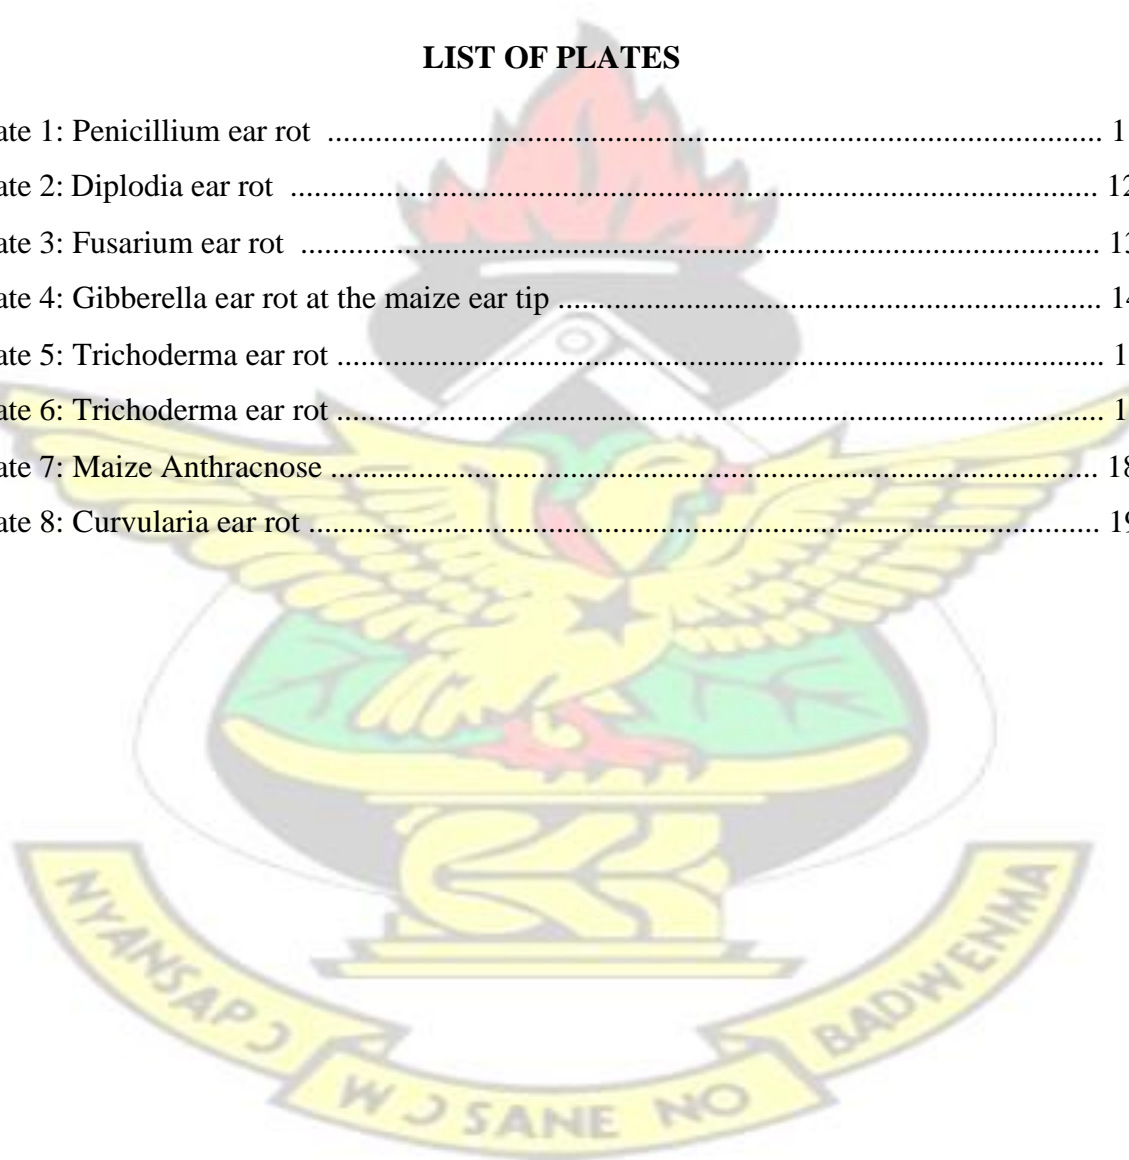 LIST OF PLATES
ate 1: Penicillium ear rot ........................................ 1
ate 2: Diplodia ear rot ........................................ 12
ate 3: Fusarium ear rot ........................................ 13
ate 4: Gibberella ear rot at the maize ear tip ........................................ 14
ate 5: Trichoderma ear rot ........................................ 1
ate 6: Trichoderma ear rot ........................................ 1
ate 7: Maize Anthracnose ........................................ 18
ate 8: Curvularia ear rot ........................................ 19
NYANSAPƆ WƆSANE NO BADWENMA